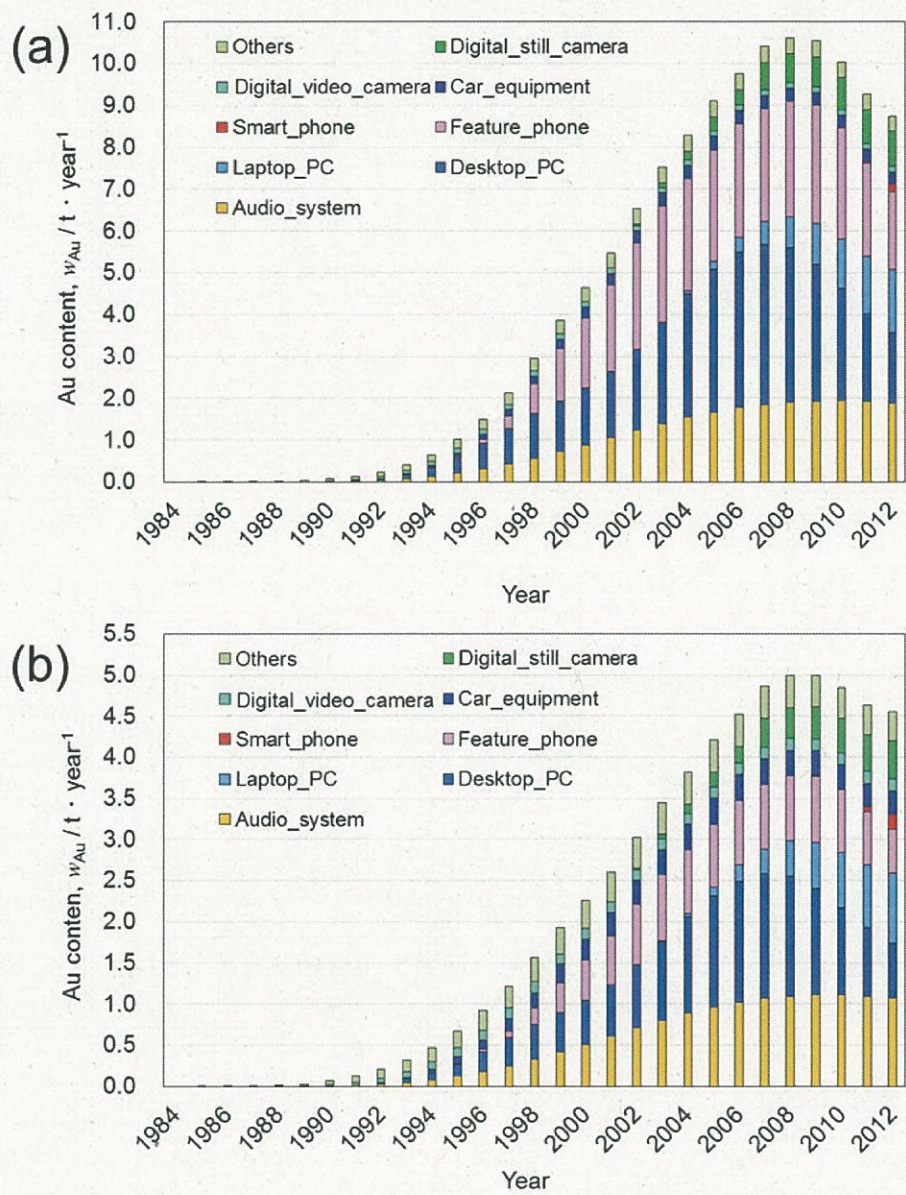 (a)
11.0
10.0
9.0
8.0
7.0
6.0
5.0
4.0
3.0
2.0
1.0
0.0
Au content, wAu / t · year⁻¹
Others Digital_still_camera
Digital_video_camera Car_equipment
Smart_phone Feature_phone
Laptop_PC Desktop_PC
Audio_system
1984 1986 1988 1990 1992 1994 1996 1998 2000 2002 2004 2006 2008 2010 2012
Year
(b)
5.5
5.0
4.5
4.0
3.5
3.0
2.5
2.0
1.5
1.0
0.5
0.0
Au conten, wAu / t · year⁻¹
Others Digital_still_camera
Digital_video_camera Car_equipment
Smart_phone Feature_phone
Laptop_PC Desktop_PC
Audio_system
1984 1986 1988 1990 1992 1994 1996 1998 2000 2002 2004 2006 2008 2010 2012
Year